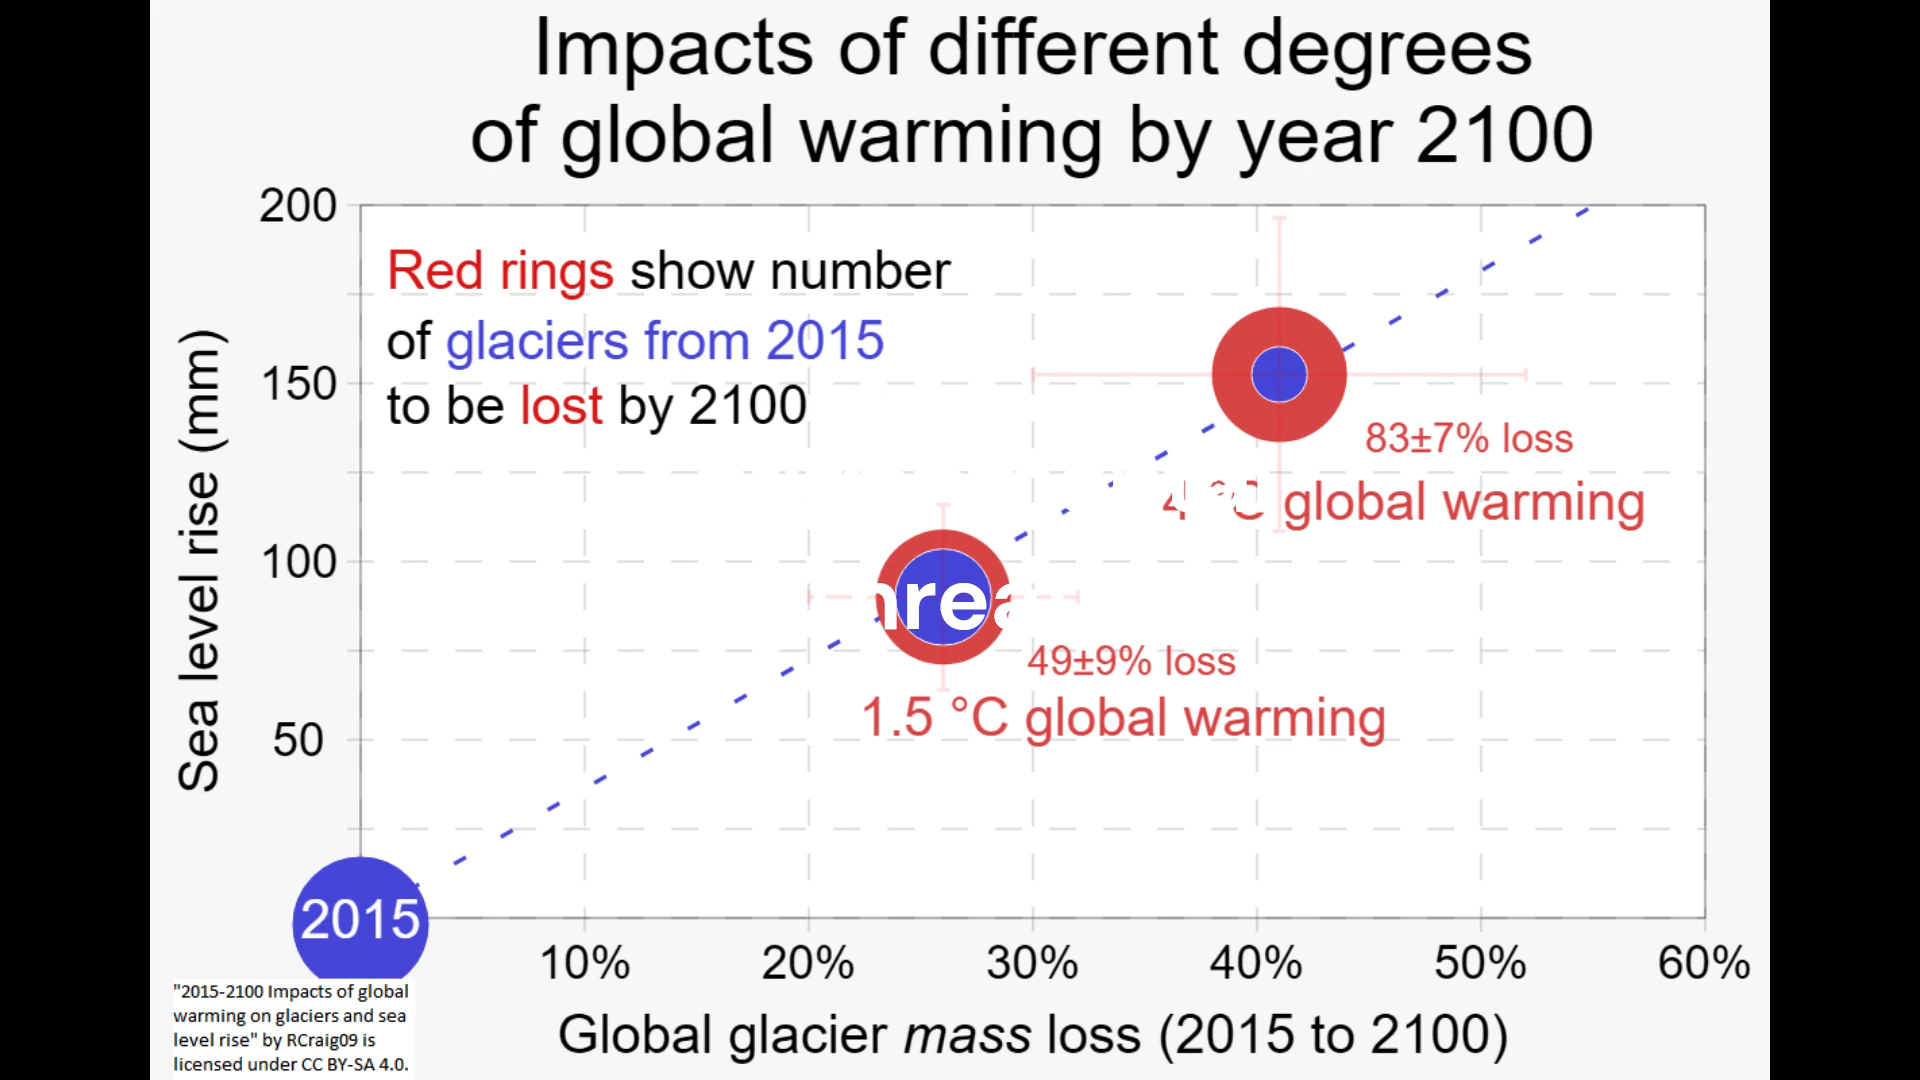 Impacts of different degrees
of global warming by year 2100
200
150
100
50
Sea level rise (mm)
Red rings show number
of glaciers from 2015
to be lost by 2100
83±7% loss
4 °C global warming
49±9% loss
1.5 °C global warming
2015
10% 20% 30% 40% 50% 60%
Global glacier mass loss (2015 to 2100)
"2015-2100 Impacts of global
warming on glaciers and sea
level rise" by RCraig09 is
licensed under CC BY-SA 4.0.